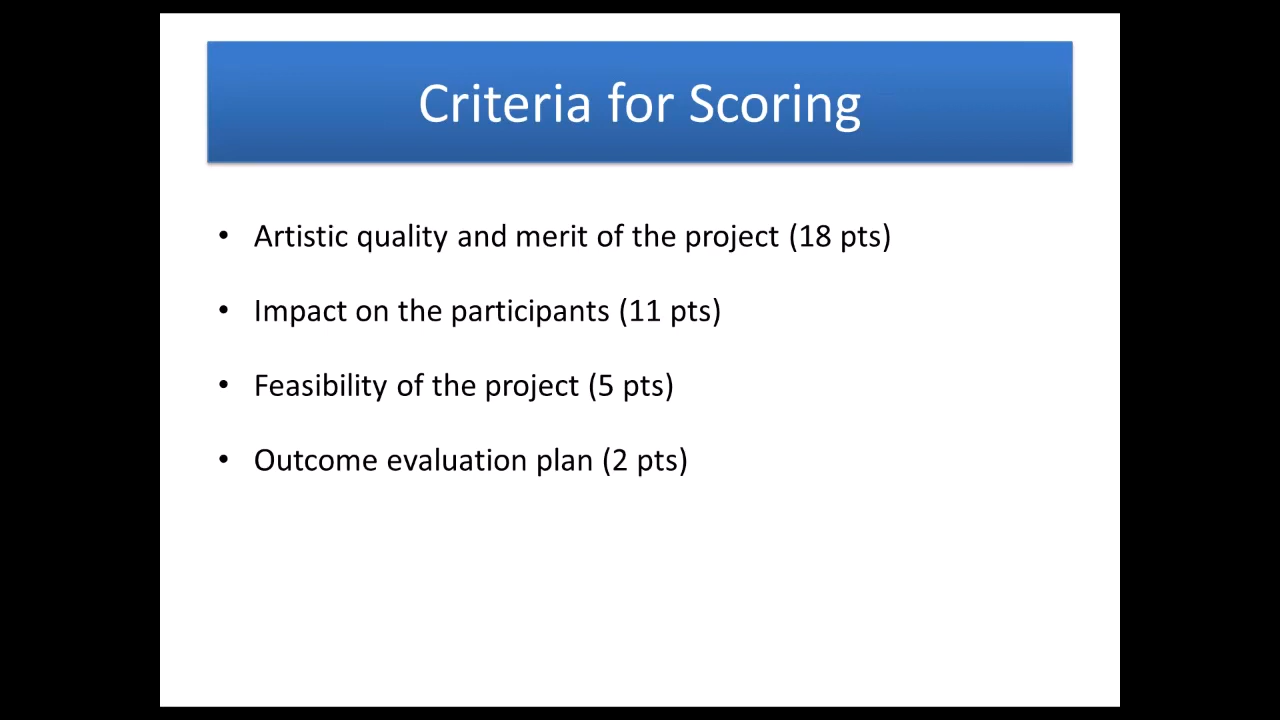 Criteria for Scoring
• Artistic quality and merit of the project (18 pts)
• Impact on the participants (11 pts)
• Feasibility of the project (5 pts)
• Outcome evaluation plan (2 pts)